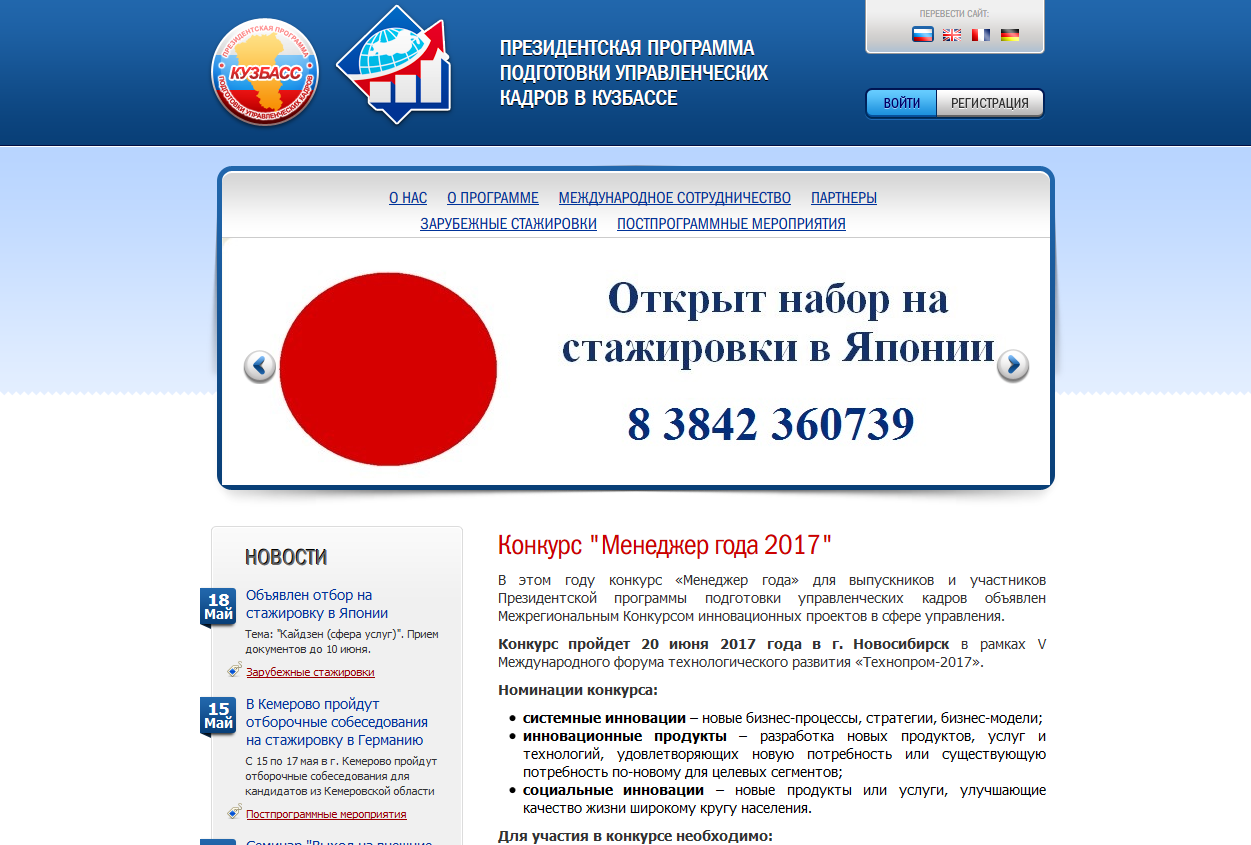 ПРЕЗИДЕНТСКАЯ ПРОГРАММА
КУЗБАСС
ПОДГОТОВКИ УПРАВЛЕНЧЕСКИХ КАДРОВ
ПРЕЗИДЕНТСКАЯ ПРОГРАММА
ПОДГОТОВКИ УПРАВЛЕНЧЕСКИХ
КАДРОВ В КУЗБАССЕ
ПЕРЕВЕСТИ САЙТ:
ВОЙТИ
РЕГИСТРАЦИЯ
О НАС О ПРОГРАММЕ МЕЖДУНАРОДНОЕ СОТРУДНИЧЕСТВО ПАРТНЕРЫ
ЗАРУБЕЖНЫЕ СТАЖИРОВКИ ПОСТПРОГРАММНЫЕ МЕРОПРИЯТИЯ
Открыт набор на
стажировки в Японии
8 3842 360739
НОВОСТИ
18
Май
Объявлен отбор на
стажировку в Японии
Тема: "Кайдзен (сфера услуг)". Прием
документов до 10 июня.
Зарубежные стажировки
15
Май
В Кемерово пройдут
отборочные собеседования
на стажировку в Германию
С 15 по 17 мая в г. Кемерово пройдут
отборочные собеседования для
кандидатов из Кемеровской области
Постпрограммные мероприятия
Семинар "Выход на внешние
Конкурс "Менеджер года 2017"
В этом году конкурс «Менеджер года» для выпускников и участников
Президентской программы подготовки управленческих кадров объявлен
Межрегиональным Конкурсом инновационных проектов в сфере управления.
Конкурс пройдет 20 июня 2017 года в г. Новосибирск в рамках V
Международного форума технологического развития «Технопром-2017».
Номинации конкурса:
• системные инновации – новые бизнес-процессы, стратегии, бизнес-модели;
• инновационные продукты – разработка новых продуктов, услуг и
технологий, удовлетворяющих новую потребность или существующую
потребность по-новому для целевых сегментов;
• социальные инновации – новые продукты или услуги, улучшающие
качество жизни широкому кругу населения.
Для участия в конкурсе необходимо: